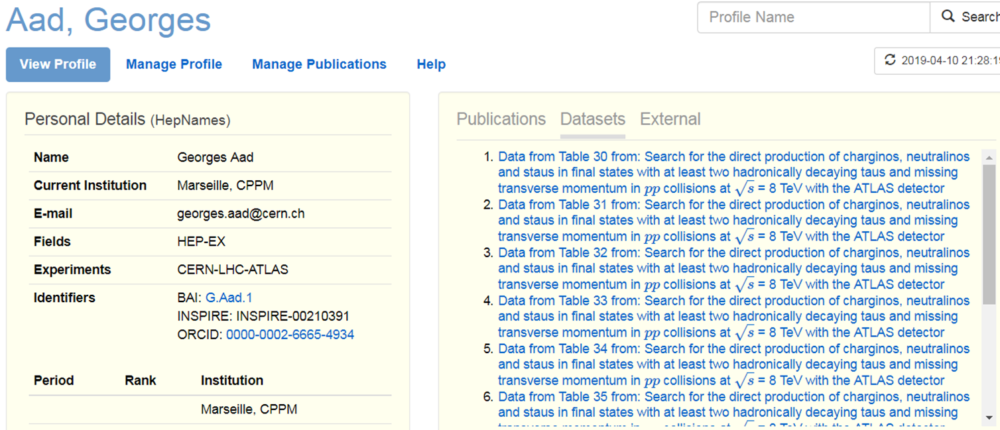 Aad, Georges
Profile Name
Search
View Profile
Manage Profile
Manage Publications
Help
2019-04-10 21:28:19
Personal Details (HepNames)
Name Georges Aad
Current Institution Marseille, CPPM
E-mail georges.aad@cern.ch
Fields HEP-EX
Experiments CERN-LHC-ATLAS
Identifiers BAI: G.Aad.1
INSPIRE: INSPIRE-00210391
ORCID: 0000-0002-6665-4934
Period Rank Institution
Marseille, CPPM
Publications Datasets External
1. Data from Table 30 from: Search for the direct production of charginos, neutralinos
and staus in final states with at least two hadronically decaying taus and missing
transverse momentum in pp collisions at √s = 8 TeV with the ATLAS detector
2. Data from Table 31 from: Search for the direct production of charginos, neutralinos
and staus in final states with at least two hadronically decaying taus and missing
transverse momentum in pp collisions at √s = 8 TeV with the ATLAS detector
3. Data from Table 32 from: Search for the direct production of charginos, neutralinos
and staus in final states with at least two hadronically decaying taus and missing
transverse momentum in pp collisions at √s = 8 TeV with the ATLAS detector
4. Data from Table 33 from: Search for the direct production of charginos, neutralinos
and staus in final states with at least two hadronically decaying taus and missing
transverse momentum in pp collisions at √s = 8 TeV with the ATLAS detector
5. Data from Table 34 from: Search for the direct production of charginos, neutralinos
and staus in final states with at least two hadronically decaying taus and missing
transverse momentum in pp collisions at √s = 8 TeV with the ATLAS detector
6. Data from Table 35 from: Search for the direct production of charginos, neutralinos
and staus in final states with at least two hadronically decaying taus and missing